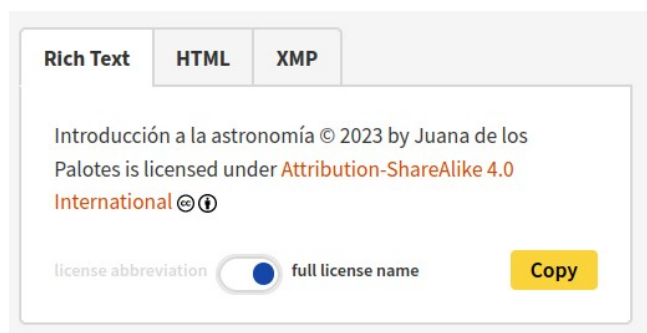 Rich Text HTML XMP
Introducción a la astronomía © 2023 by Juana de los
Palotes is licensed under Attribution-ShareAlike 4.0
International
license abbreviation full license name Copy